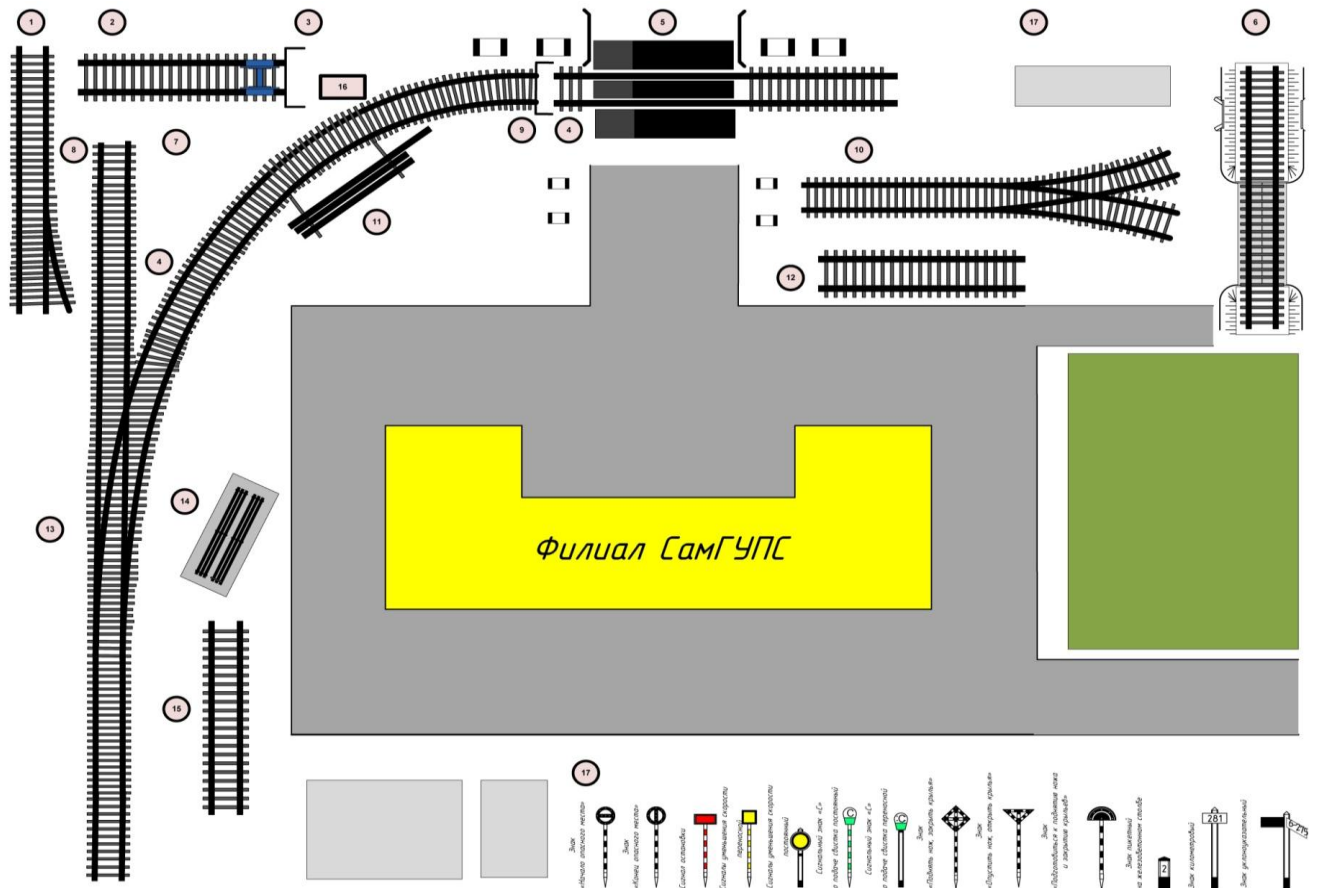 1
2
3
5
17
6
16
8
7
9
4
10
11
4
12
14
13
Филиал СамГУПС
15
17
Знак
«Начало опасного места»
Знак
«Конец опасного места»
Сигнал остановки
Сигналы уменьшения скорости
переносной
Сигналы уменьшения скорости
постоянный
Сигнальный знак «С»
о подаче свистка постоянный
Сигнальный знак «С»
о подаче свистка переносной
Знак
«Поднять нож, закрыть крылья»
Знак
«Опустить нож, открыть крылья»
Знак
«Подготовиться к поднятию ножа
и закрытию крыльев»
Знак пикетный
на железобетонном столбе
Знак километровый
Знак уклоноуказательный
С
С
2
281